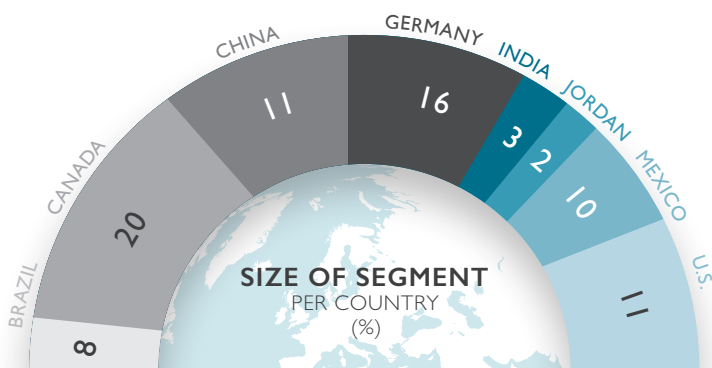 BRAZIL
8
CANADA
20
CHINA
11
GERMANY
16
INDIA
3
JORDAN
2
MEXICO
10
U.S.
11
SIZE OF SEGMENT
PER COUNTRY
(%)